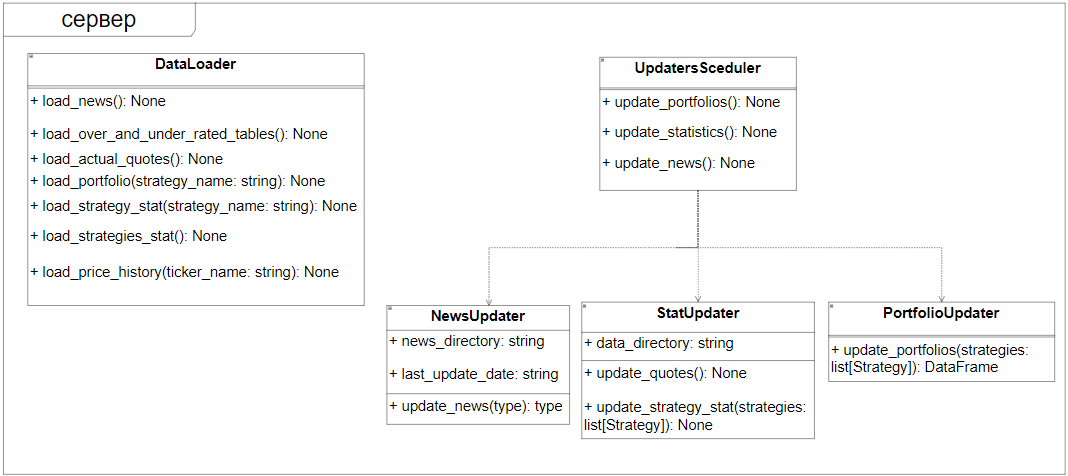 сервер
DataLoader
+ load_news(): None
+ load_over_and_under_rated_tables(): None
+ load_actual_quotes(): None
+ load_portfolio(strategy_name: string): None
+ load_strategy_stat(strategy_name: string): None
+ load_strategies_stat(): None
+ load_price_history(ticker_name: string): None
UpdatersSceduler
+ update_portfolios(): None
+ update_statistics(): None
+ update_news(): None
NewsUpdater
+ news_directory: string
+ last_update_date: string
+ update_news(type): type
StatUpdater
+ data_directory: string
+ update_quotes(): None
+ update_strategy_stat(strategies:
list[Strategy]): None
PortfolioUpdater
+ update_portfolios(strategies:
list[Strategy]): DataFrame